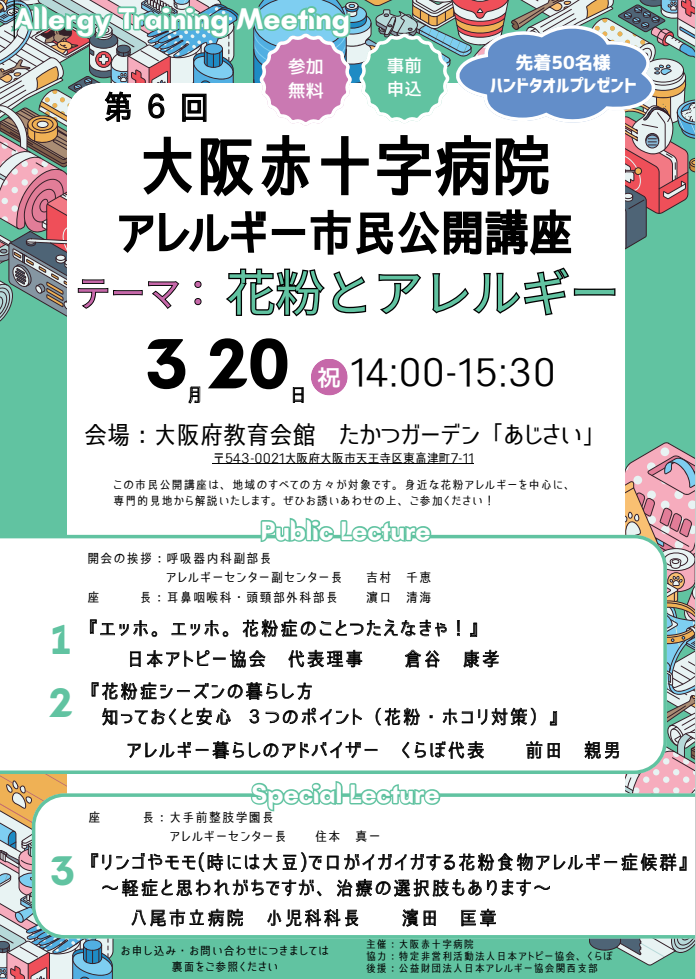 Allergy Training Meeting
参加
無料
事前
申込
先着50名様
ハンドタオルプレゼント
第 6 回
大阪赤十字病院
アレルギー市民公開講座
テーマ：花粉とアレルギー
3月20日㊗14:00-15:30
会場：大阪府教育会館　たかつガーデン「あじさい」
〒543-0021大阪府大阪市天王寺区東高津町7-11
この市民公開講座は、地域のすべての方々が対象です。身近な花粉アレルギーを中心に、
専門的見地から解説いたします。ぜひお誘いあわせの上、ご参加ください！
Public Lecture
開会の挨拶：呼吸器内科副部長
アレルギーセンター副センター長　吉村　千恵
座　　長：耳鼻咽喉科・頭頸部外科部長　濵口　清海
1 『エッホ。エッホ。花粉症のことつたえなきゃ！』
日本アトピー協会　代表理事　　倉谷　康孝
2 『花粉症シーズンの暮らし方
知っておくと安心　３つのポイント（花粉・ホコリ対策）』
アレルギー暮らしのアドバイザー　くらぼ代表　　前田　親男
Special Lecture
座　　長：大手前整肢学園長
アレルギーセンター長　　住本　真一
3 『リンゴやモモ(時には大豆)で口がイガイガする花粉食物アレルギー症候群』
～軽症と思われがちですが、治療の選択肢もあります～
八尾市立病院　小児科科長　　濱田　匡章
お申し込み・お問い合わせにつきましては
裏面をご参照ください
主催：大阪赤十字病院
協力：特定非営利活動法人日本アトピー協会、くらぼ
後援：公益財団法人日本アレルギー協会関西支部